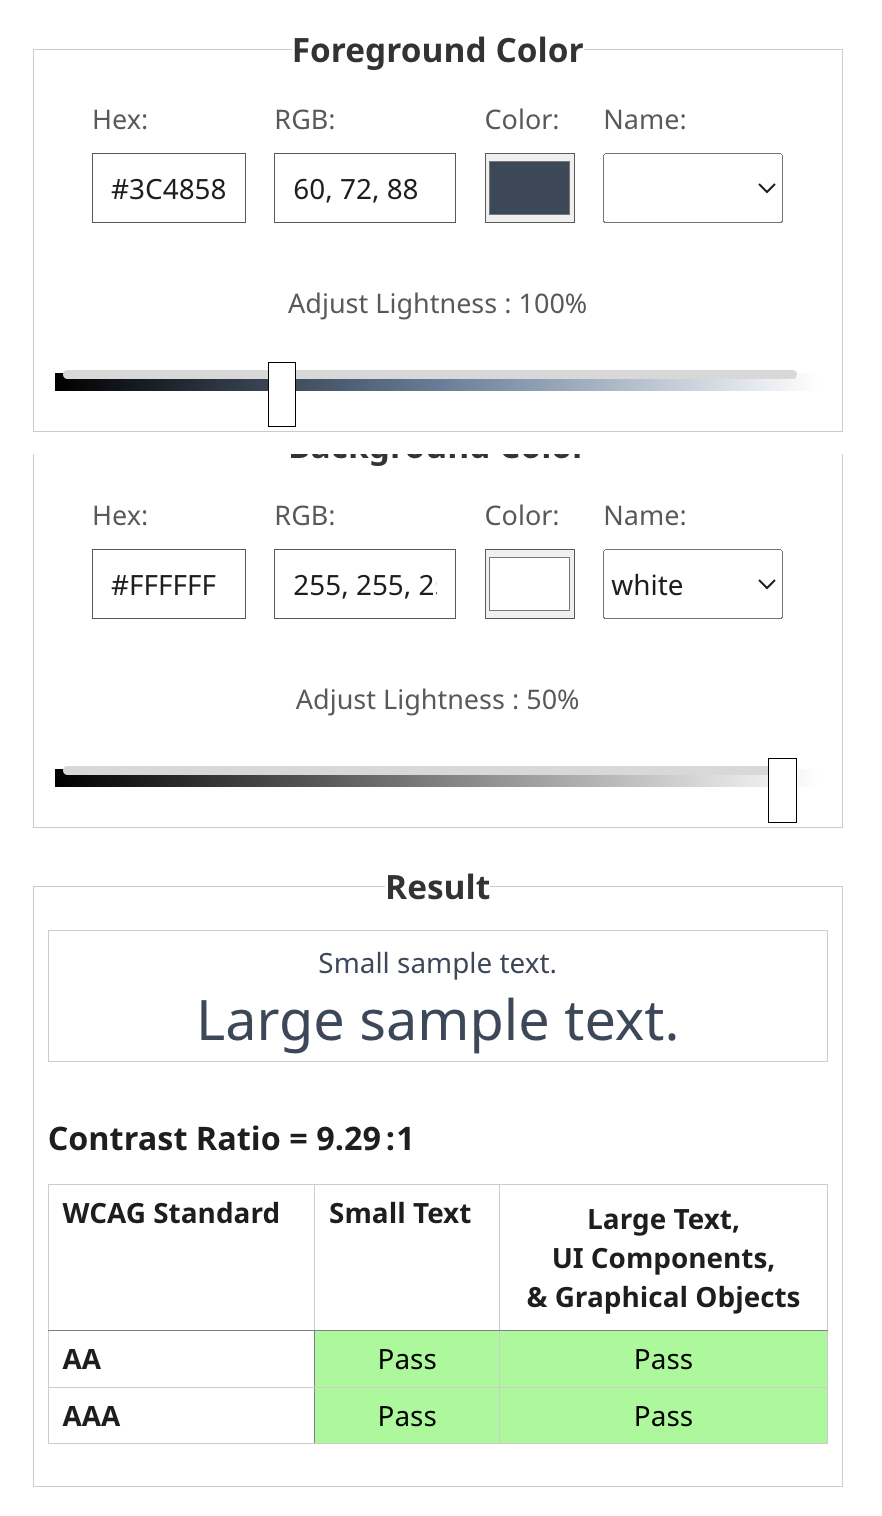 Foreground Color
Hex: RGB: Color: Name:
#3C4858 60, 72, 88
Adjust Lightness : 100%
Background Color
Hex: RGB: Color: Name:
#FFFFFF 255, 255, 2 white
Adjust Lightness : 50%
Result
Small sample text.
Large sample text.
Contrast Ratio = 9.29:1
WCAG Standard Small Text Large Text,
UI Components,
& Graphical Objects
AA Pass Pass
AAA Pass Pass